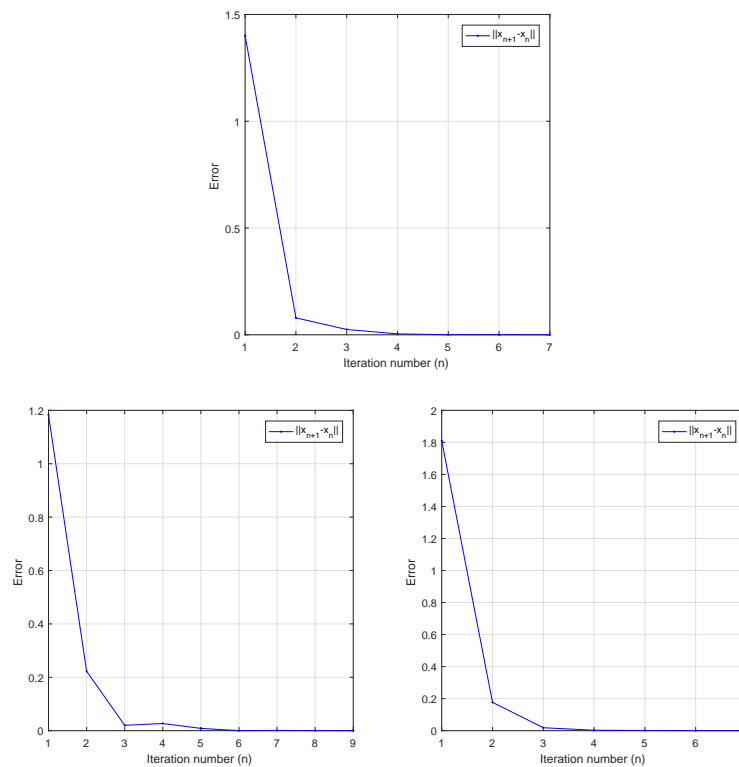 1.5
||x_{n+1}-x_n||
1
Error
0.5
0
1 2 3 4 5 6 7
Iteration number (n)
1.2
||x_{n+1}-x_n||
1
0.8
Error
0.6
0.4
0.2
0
1 2 3 4 5 6 7 8 9
Iteration number (n)
2
||x_{n+1}-x_n||
1.8
1.6
1.4
1.2
Error
1
0.8
0.6
0.4
0.2
0
1 2 3 4 5 6
Iteration number (n)